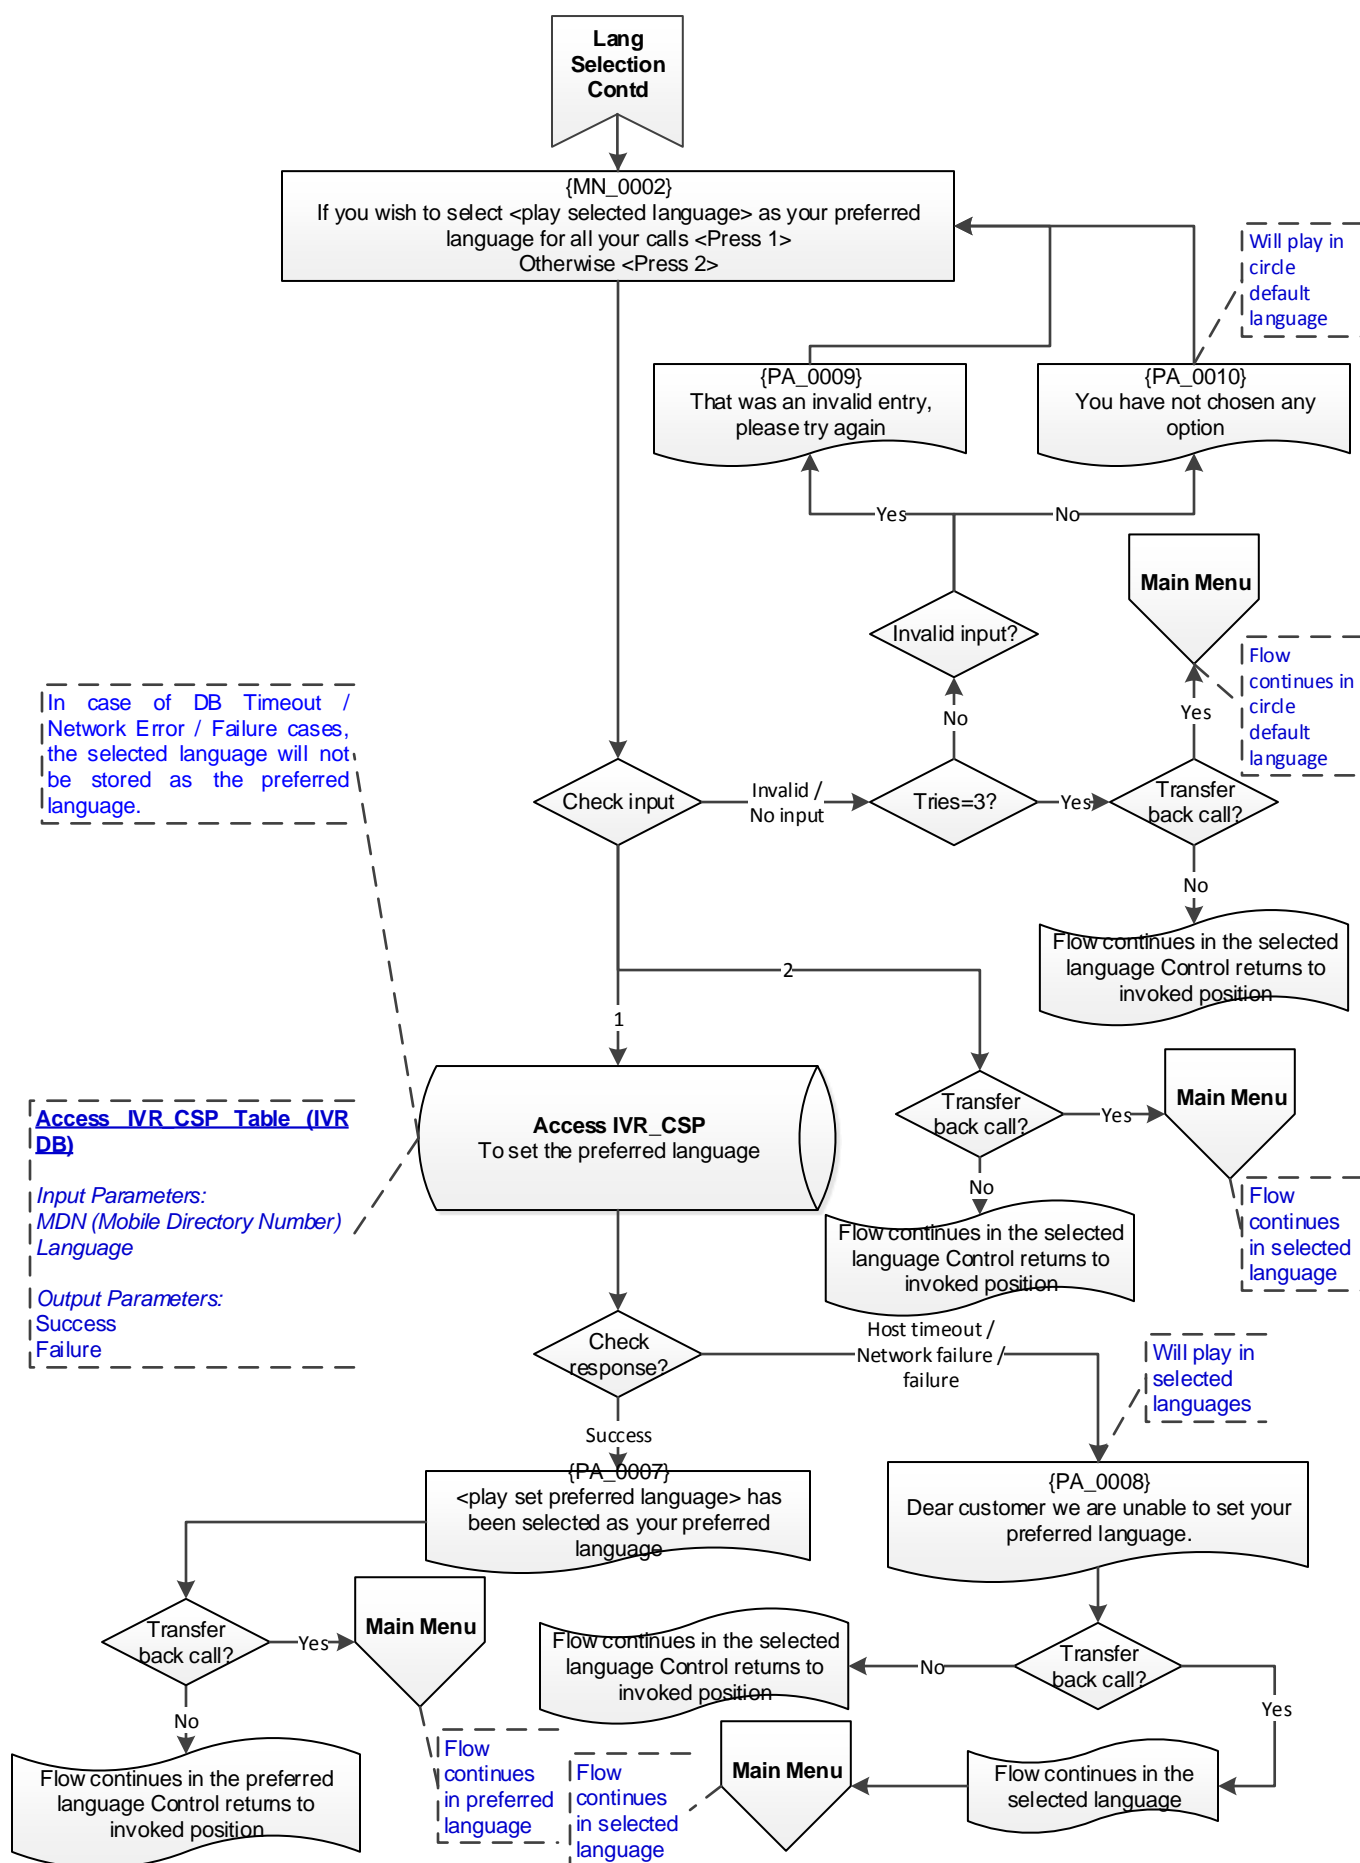 Lang
Selection
Contd
{MN_0002}
If you wish to select <play selected language> as your preferred
language for all your calls <Press 1>
Otherwise <Press 2>
Will play in
circle
default
language
{PA_0009}
That was an invalid entry,
please try again
{PA_0010}
You have not chosen any
option
Yes
No
Main Menu
Invalid input?
Flow
continues in
circle
default
language
No
Yes
In case of DB Timeout /
Network Error / Failure cases,
the selected language will not
be stored as the preferred
language.
Check input
Invalid /
No input
Tries=3?
Yes
Transfer
back call?
No
Flow continues in the selected
language Control returns to
invoked position
2
1
Access IVR_CSP
To set the preferred language
Transfer
back call?
Yes
Main Menu
No
Flow
continues
in selected
language
Flow continues in the selected
language Control returns to
invoked position
Access IVR_CSP Table (IVR
DB)
Input Parameters:
MDN (Mobile Directory Number)
Language
Output Parameters:
Success
Failure
Check
response?
Host timeout /
Network failure /
failure
Will play in
selected
languages
Success
{PA_0007}
<play set preferred language> has
been selected as your preferred
language
{PA_0008}
Dear customer we are unable to set your
preferred language.
Transfer
back call?
Yes
Main Menu
Flow continues in the selected
language Control returns to
invoked position
No
Transfer
back call?
Yes
No
Flow continues in the preferred
language Control returns to
invoked position
Flow
continues
in preferred
language
Flow
continues
in selected
language
Main Menu
Flow continues in the
selected language